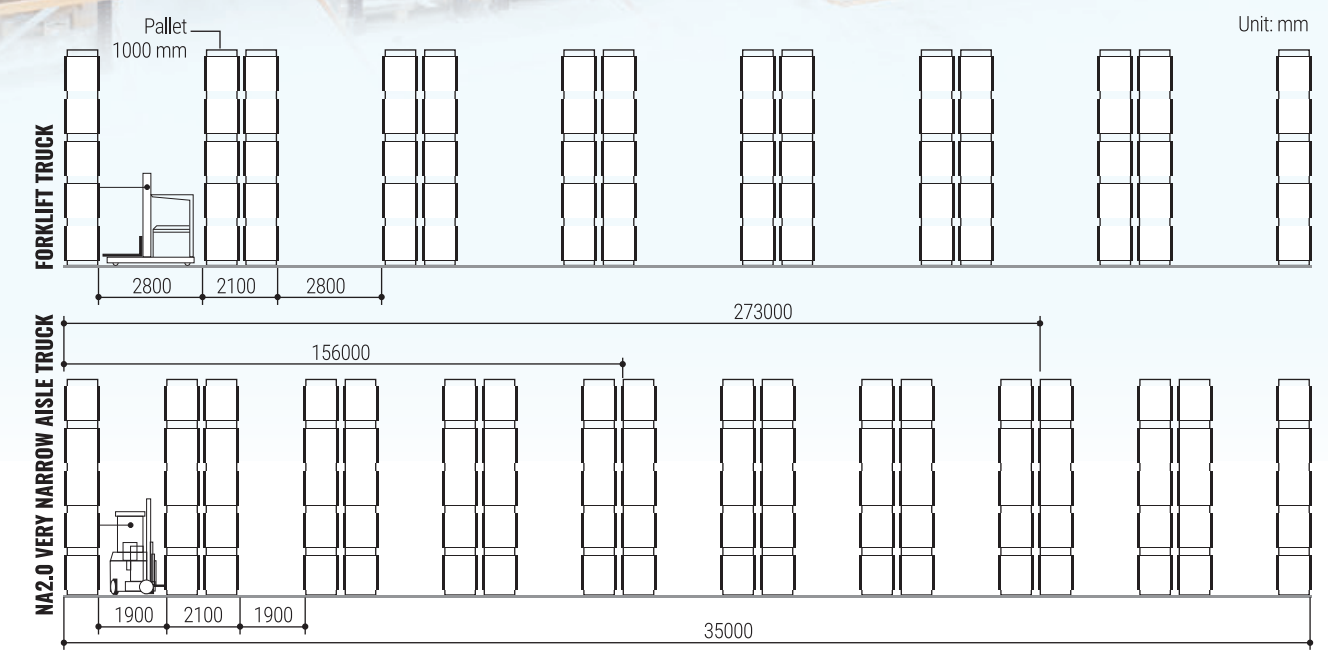 Pallet
1000 mm
Unit: mm
FORKLIFT TRUCK
2800
2100
2800
273000
156000
NA2.0 VERY NARROW AISLE TRUCK
1900
2100
1900
35000